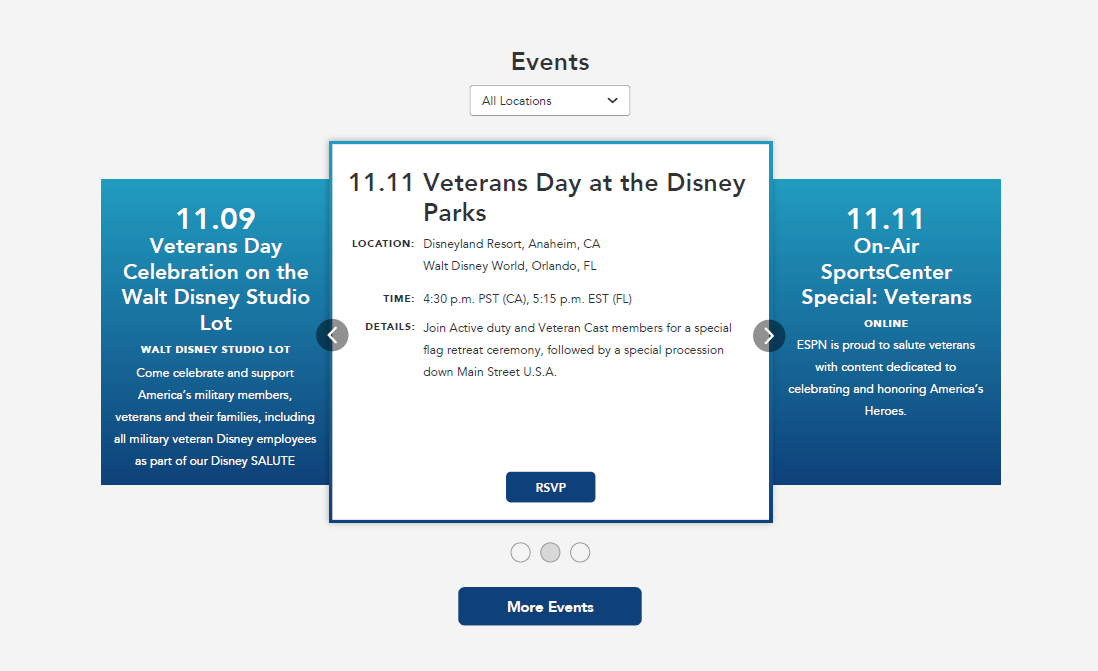 Events
All Locations
11.09
Veterans Day
Celebration on the
Walt Disney Studio
Lot
WALT DISNEY STUDIO LOT
Come celebrate and support
America’s military members,
veterans and their families, including
all military veteran Disney employees
as part of our Disney SALUTE
11.11 Veterans Day at the Disney
Parks
LOCATION: Disneyland Resort, Anaheim, CA
Walt Disney World, Orlando, FL
TIME: 4:30 p.m. PST (CA), 5:15 p.m. EST (FL)
DETAILS: Join Active duty and Veteran Cast members for a special
flag retreat ceremony, followed by a special procession
down Main Street U.S.A.
RSVP
11.11
On-Air
SportsCenter
Special: Veterans
ONLINE
ESPN is proud to salute veterans
with content dedicated to
celebrating and honoring America’s
Heroes.
More Events